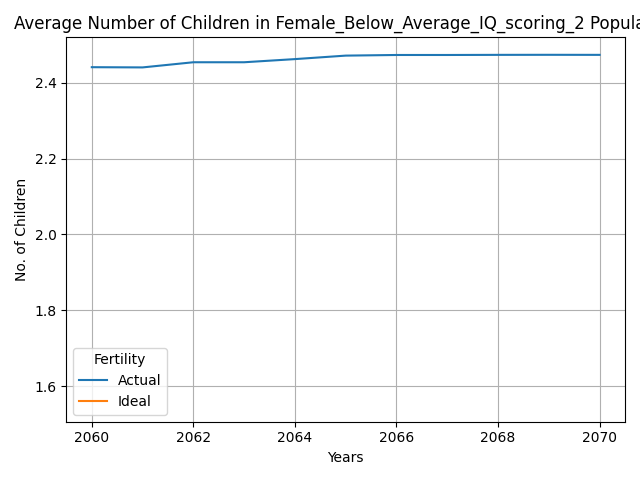 Average Number of Children in Female_Below_Average_IQ_scoring_2 Popula
No. of Children
2.4
2.2
2.0
1.8
1.6
Fertility
Actual
Ideal
2060 2062 2064 2066 2068 2070
Years